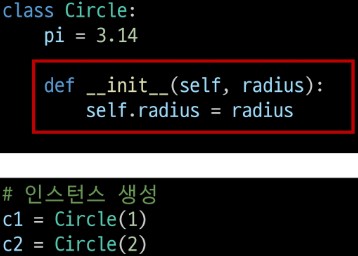 class Circle:
    pi = 3.14
    def __init__(self, radius):
        self.radius = radius
# 인스턴스 생성
c1 = Circle(1)
c2 = Circle(2)